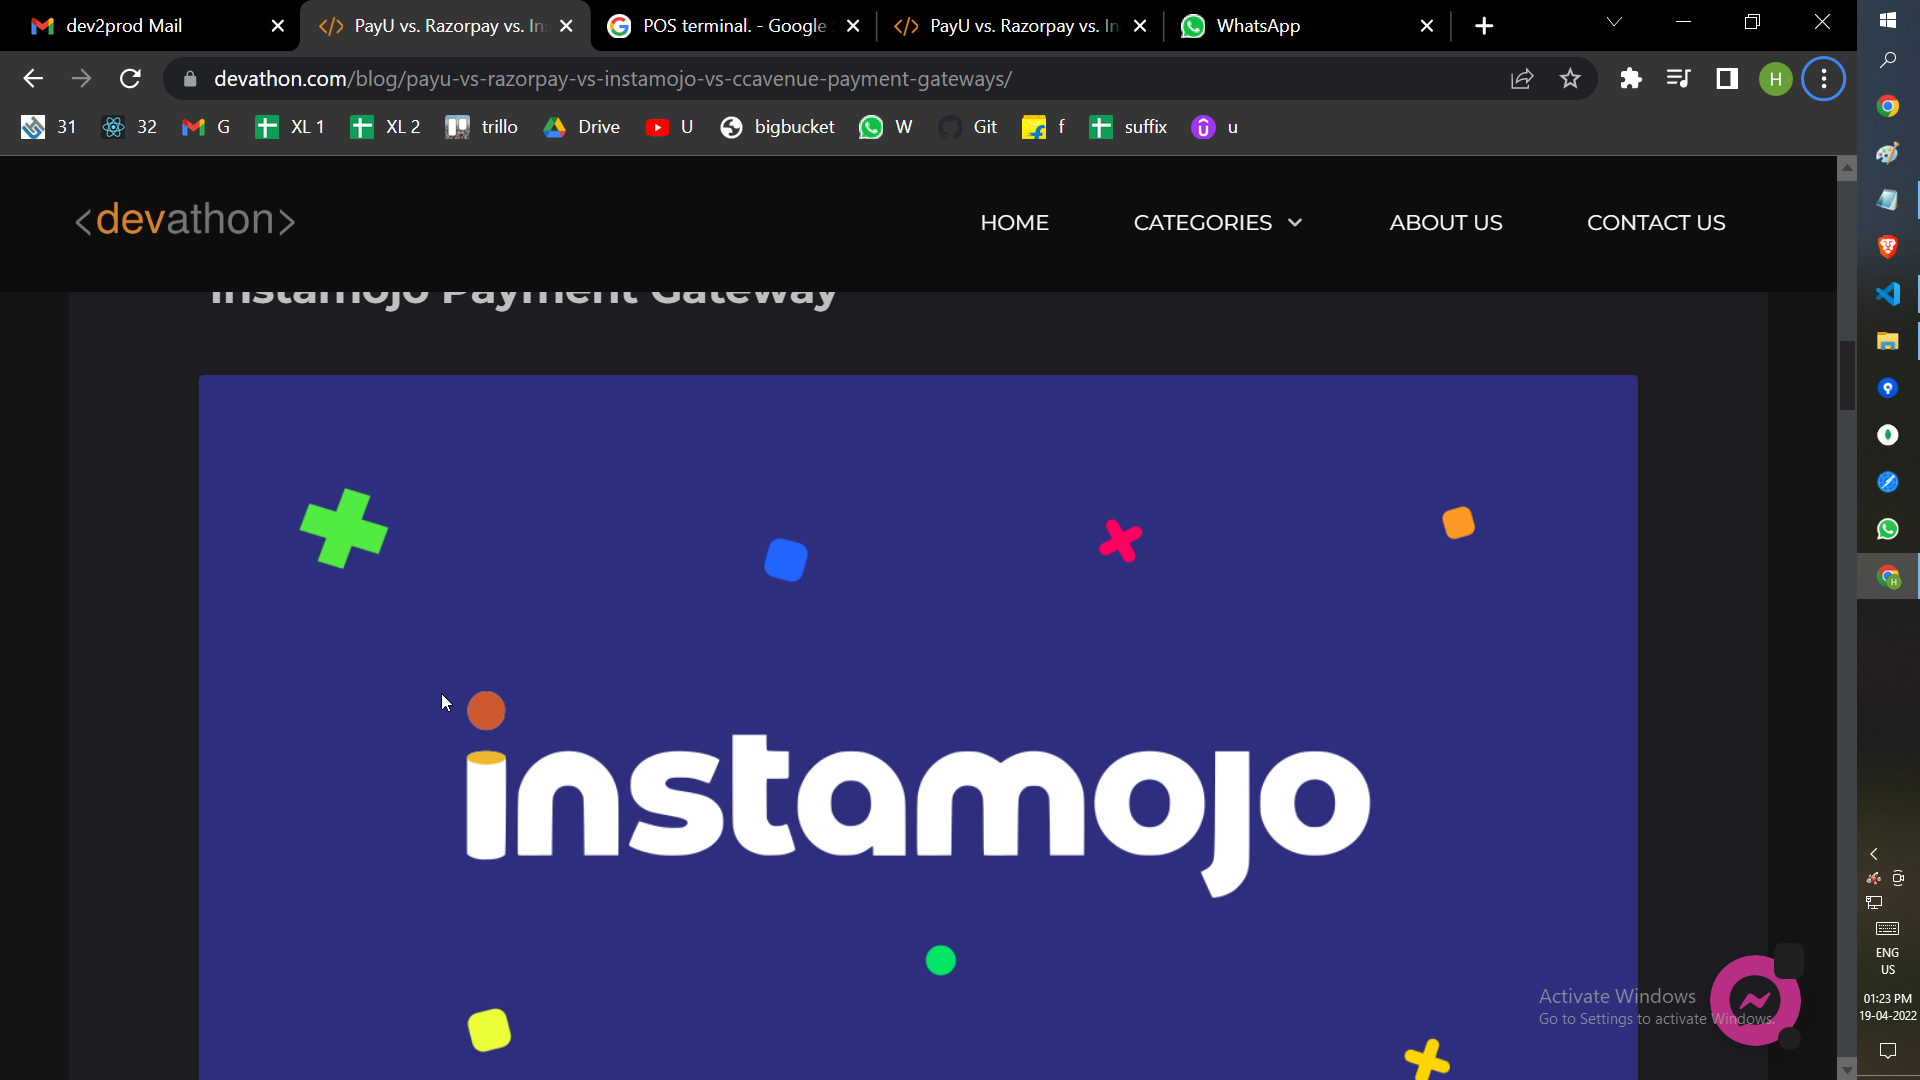 dev2prod Mail
PayU vs. Razorpay vs. In
POS terminal. - Google
PayU vs. Razorpay vs. In
WhatsApp
devathon.com/blog/payu-vs-razorpay-vs-instamojo-vs-ccavenue-payment-gateways/
H
31
32
G
XL 1
XL 2
trillo
Drive
U
bigbucket
W
Git
f
suffix
u
<devathon>
HOME
CATEGORIES
ABOUT US
CONTACT US
Instamojo Payment Gateway
instamojo
Activate Windows
Go to Settings to activate Windows.
ENG
US
01:23 PM
19-04-2022